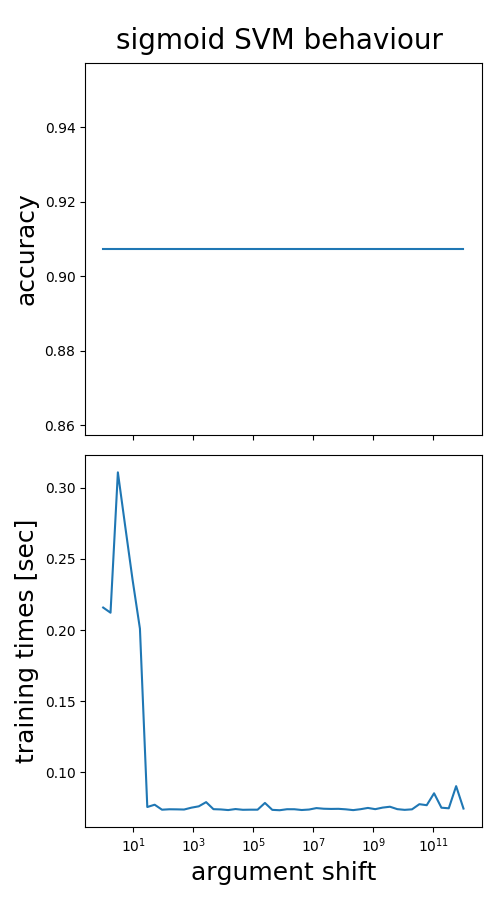 sigmoid SVM behaviour
accuracy
0.94
0.92
0.90
0.88
0.86
training times [sec]
0.30
0.25
0.20
0.15
0.10
10¹ 10³ 10⁵ 10⁷ 10⁹ 10¹¹
argument shift